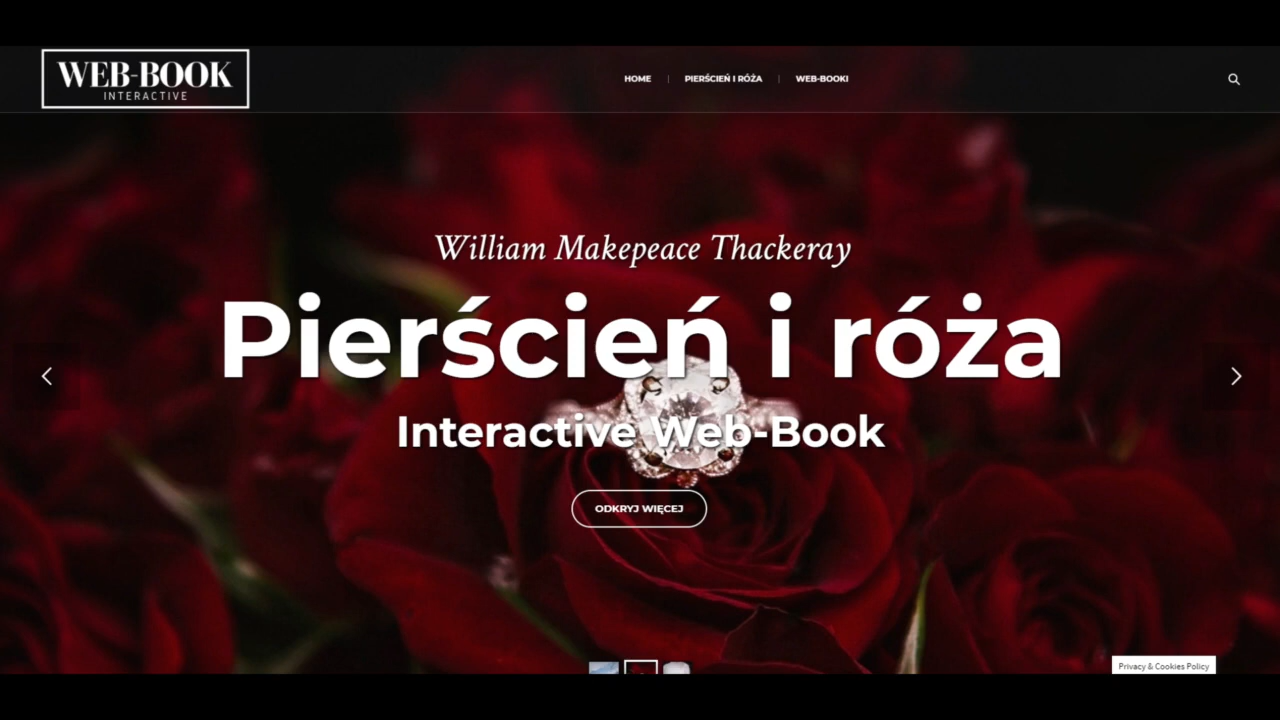 WEB-BOOK
INTERACTIVE
HOME
PIERŚCIEŃ I RÓŻA
WEB-BOOKI
William Makepeace Thackeray
Pierścień i róża
Interactive Web-Book
ODKRYJ WIĘCEJ
Privacy & Cookies Policy